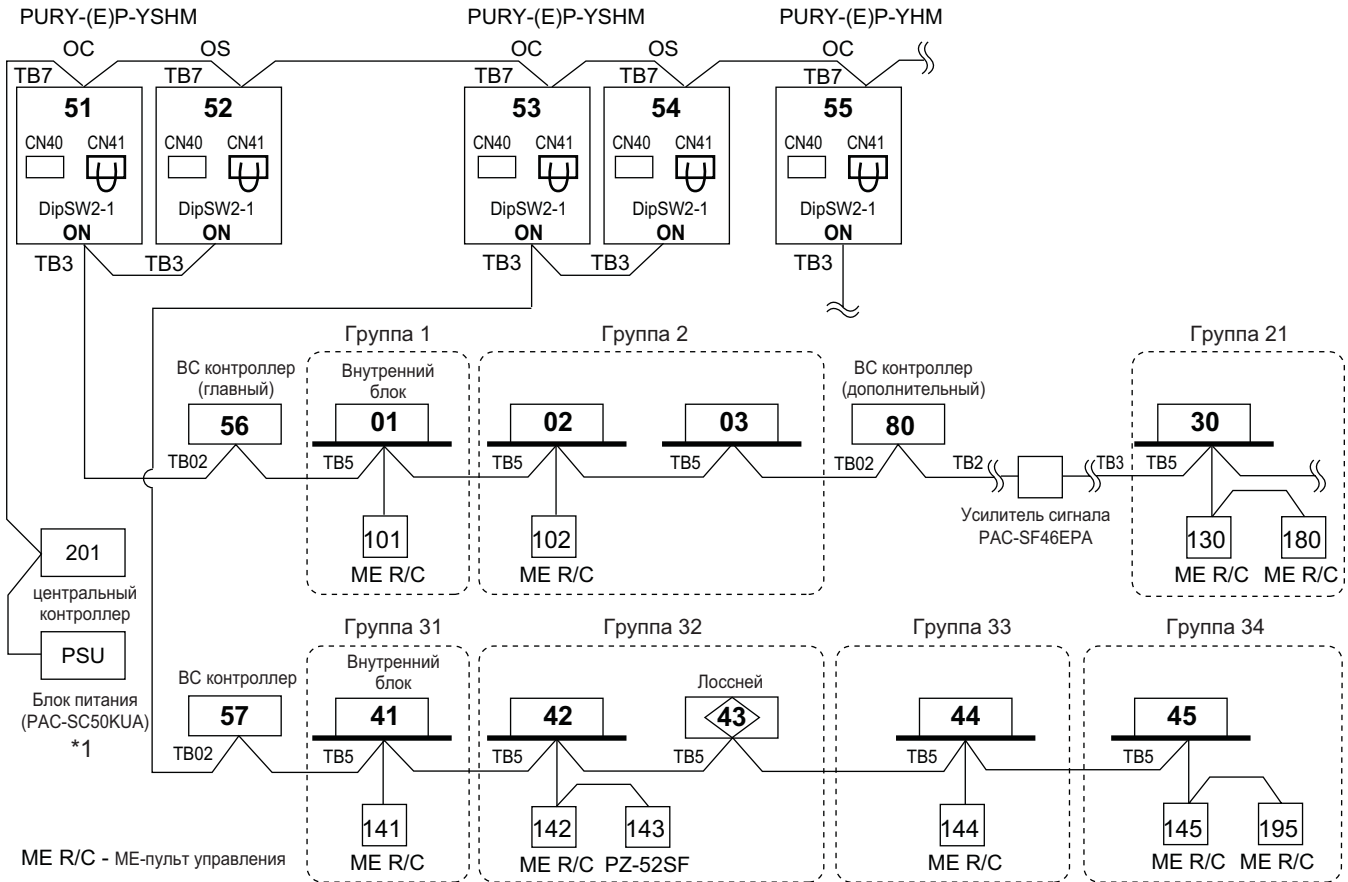 PURY-(E)P-YSHM PURY-(E)P-YSHM PURY-(E)P-YHM
OC OS OC OS OC
TB7 TB7 TB7 TB7 TB7
51 52 53 54 55
CN40 CN41 CN40 CN41 CN40 CN41 CN40 CN41 CN40 CN41
DipSW2-1 DipSW2-1 DipSW2-1 DipSW2-1 DipSW2-1
ON ON ON ON ON
TB3 TB3 TB3 TB3 TB3
Группа 1 Группа 2 Группа 21
ВС контроллер
(главный)
Внутренний
блок
ВС контроллер
(дополнительный)
56 01 02 03 80 30
TB02 TB5 TB5 TB5 TB02 TB2 TB3 TB5
Усилитель сигнала
PAC-SF46EPA
101 102 130 180
ME R/C ME R/C ME R/C ME R/C
201
центральный
контроллер
PSU
Блок питания
(PAC-SC50KUA)
*1
Группа 31 Группа 32 Группа 33 Группа 34
ВС контроллер
Внутренний
блок
Лоссней
57 41 42 43 44 45
TB02 TB5 TB5 TB5 TB5 TB5
141 142 143 144 145 195
ME R/C ME R/C PZ-52SF ME R/C ME R/C ME R/C
ME R/C - МЕ-пульт управления